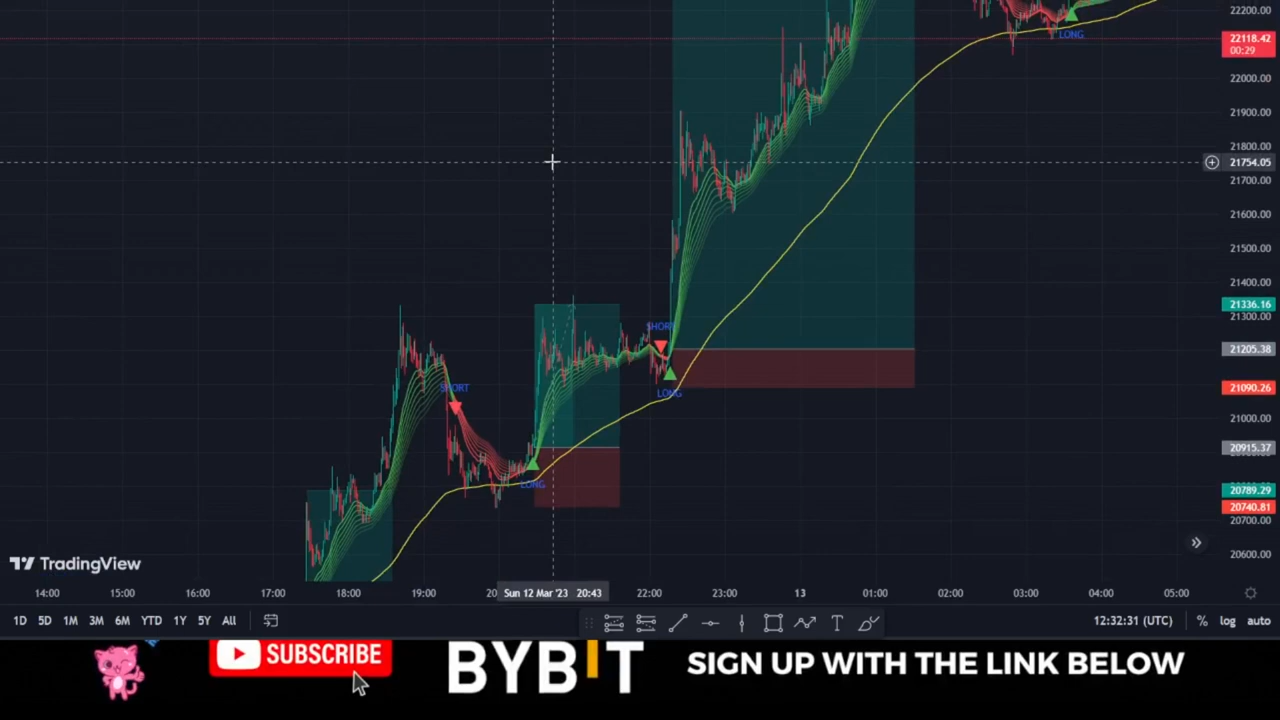 22200.00
22118.42
00:29
LONG
22000.00
21900.00
21800.00
21754.05
21700.00
21600.00
21500.00
21400.00
21336.16
21300.00
SHORT
21205.38
SHORT
LONG
21090.26
21000.00
20915.37
LONG
20789.29
20740.81
20700.00
20600.00
TradingView
14:00 15:00 16:00 17:00 18:00 19:00 20 Sun 12 Mar '23 20:43 22:00 23:00 13 01:00 02:00 03:00 04:00 05:00
1D 5D 1M 3M 6M YTD 1Y 5Y All 12:32:31 (UTC) % log auto
SUBSCRIBE BYBIT SIGN UP WITH THE LINK BELOW